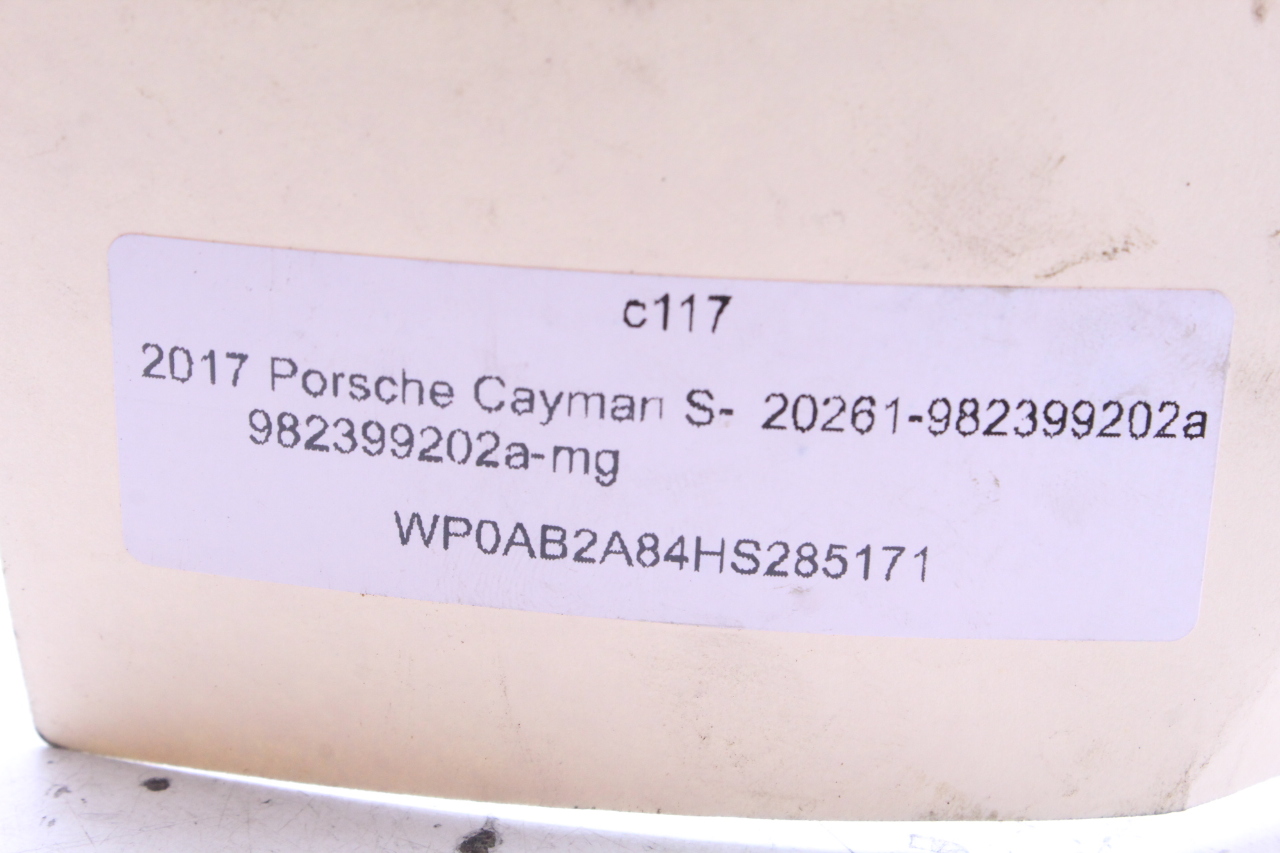 c117
2017 Porsche Cayman S- 20261-982399202a
982399202a-mg
WP0AB2A84HS285171